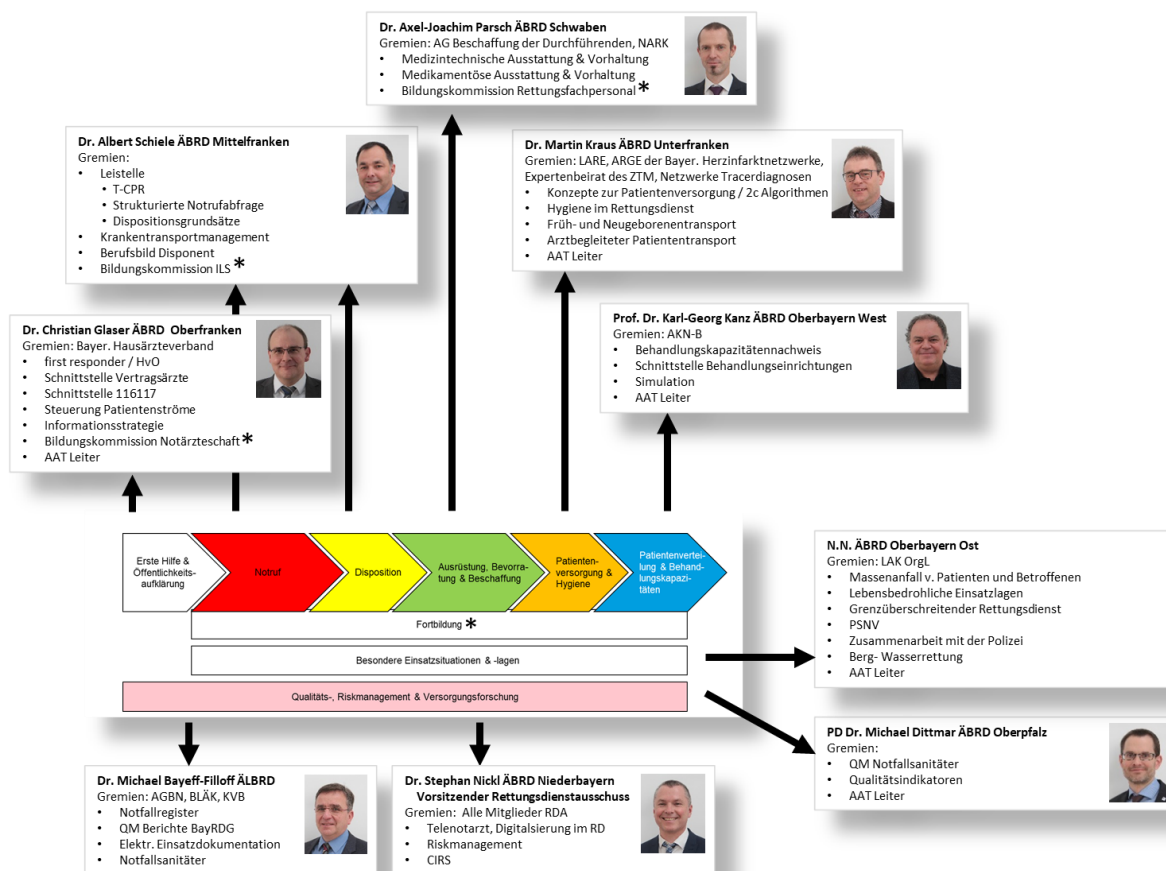 Dr. Axel-Joachim Parsch ÄBRD Schwaben
Gremien: AG Beschaffung der Durchführenden, NARK
• Medizintechnische Ausstattung & Vorhaltung
• Medikamentöse Ausstattung & Vorhaltung
• Bildungskommission Rettungsfachpersonal *
Dr. Albert Schiele ÄBRD Mittelfranken
Gremien:
• Leistelle
• T-CPR
• Strukturierte Notrufabfrage
• Dispositionsgrundsätze
• Krankentransportmanagement
• Berufsbild Disponent
• Bildungskommission ILS *
Dr. Martin Kraus ÄBRD Unterfranken
Gremien: LARE, ARGE der Bayer. Herzinfarktnetzwerke,
Expertenbeirat des ZTM, Netzwerke Tracerdiagnosen
• Konzepte zur Patientenversorgung / 2c Algorithmen
• Hygiene im Rettungsdienst
• Früh- und Neugeborenentransport
• Arztbegleiteter Patiententransport
• AAT Leiter
Dr. Christian Glaser ÄBRD Oberfranken
Gremien: Bayer. Hausärzteverband
• first responder / HvO
• Schnittstelle Vertragsärzte
• Schnittstelle 116117
• Steuerung Patientenströme
• Informationsstrategie
• Bildungskommission Notärzteschaft *
• AAT Leiter
Prof. Dr. Karl-Georg Kanz ÄBRD Oberbayern West
Gremien: AKN-B
• Behandlungskapazitätennachweis
• Schnittstelle Behandlungseinrichtungen
• Simulation
• AAT Leiter
Erste Hilfe &
Öffentlichkeits-
aufklärung
Notruf
Disposition
Ausrüstung, Bevorra-
tung & Beschaffung
Patienten-
versorgung &
Hygiene
Patientenvertei-
lung & Behand-
lungskapazi-
täten
Fortbildung *
Besondere Einsatzsituationen & -lagen
Qualitäts-, Riskmanagement & Versorgungsforschung
N.N. ÄBRD Oberbayern Ost
Gremien: LAK OrgL
• Massenanfall v. Patienten und Betroffenen
• Lebensbedrohliche Einsatzlagen
• Grenzüberschreitender Rettungsdienst
• PSNV
• Zusammenarbeit mit der Polizei
• Berg- Wasserrettung
• AAT Leiter
PD Dr. Michael Dittmar ÄBRD Oberpfalz
Gremien:
• QM Notfallsanitäter
• Qualitätsindikatoren
• AAT Leiter
Dr. Michael Bayeff-Filloff ÄLBRD
Gremien: AGBN, BLÄK, KVB
• Notfallregister
• QM Berichte BayRDG
• Elektr. Einsatzdokumentation
• Notfallsanitäter
Dr. Stephan Nickl ÄBRD Niederbayern
Vorsitzender Rettungsdienstausschuss
Gremien: Alle Mitglieder RDA
• Telenotarzt, Digitalsierung im RD
• Riskmanagement
• CIRS